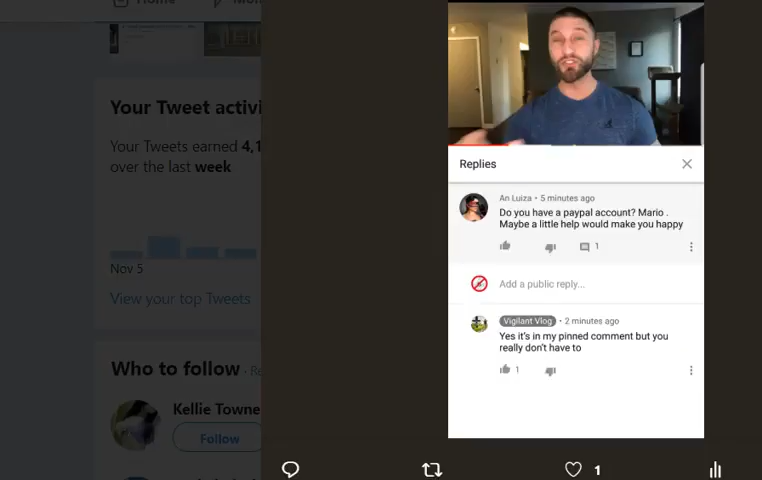 Home
Your Tweet activi
Your Tweets earned 4,1
over the last week
Nov 5
View your top Tweets
Who to follow
Kellie Towne
Follow
Replies
An Luiza • 5 minutes ago
Do you have a paypal account? Mario .
Maybe a little help would make you happy
1
Add a public reply...
Vigilant Vlog • 2 minutes ago
Yes it's in my pinned comment but you
really don't have to
1
1